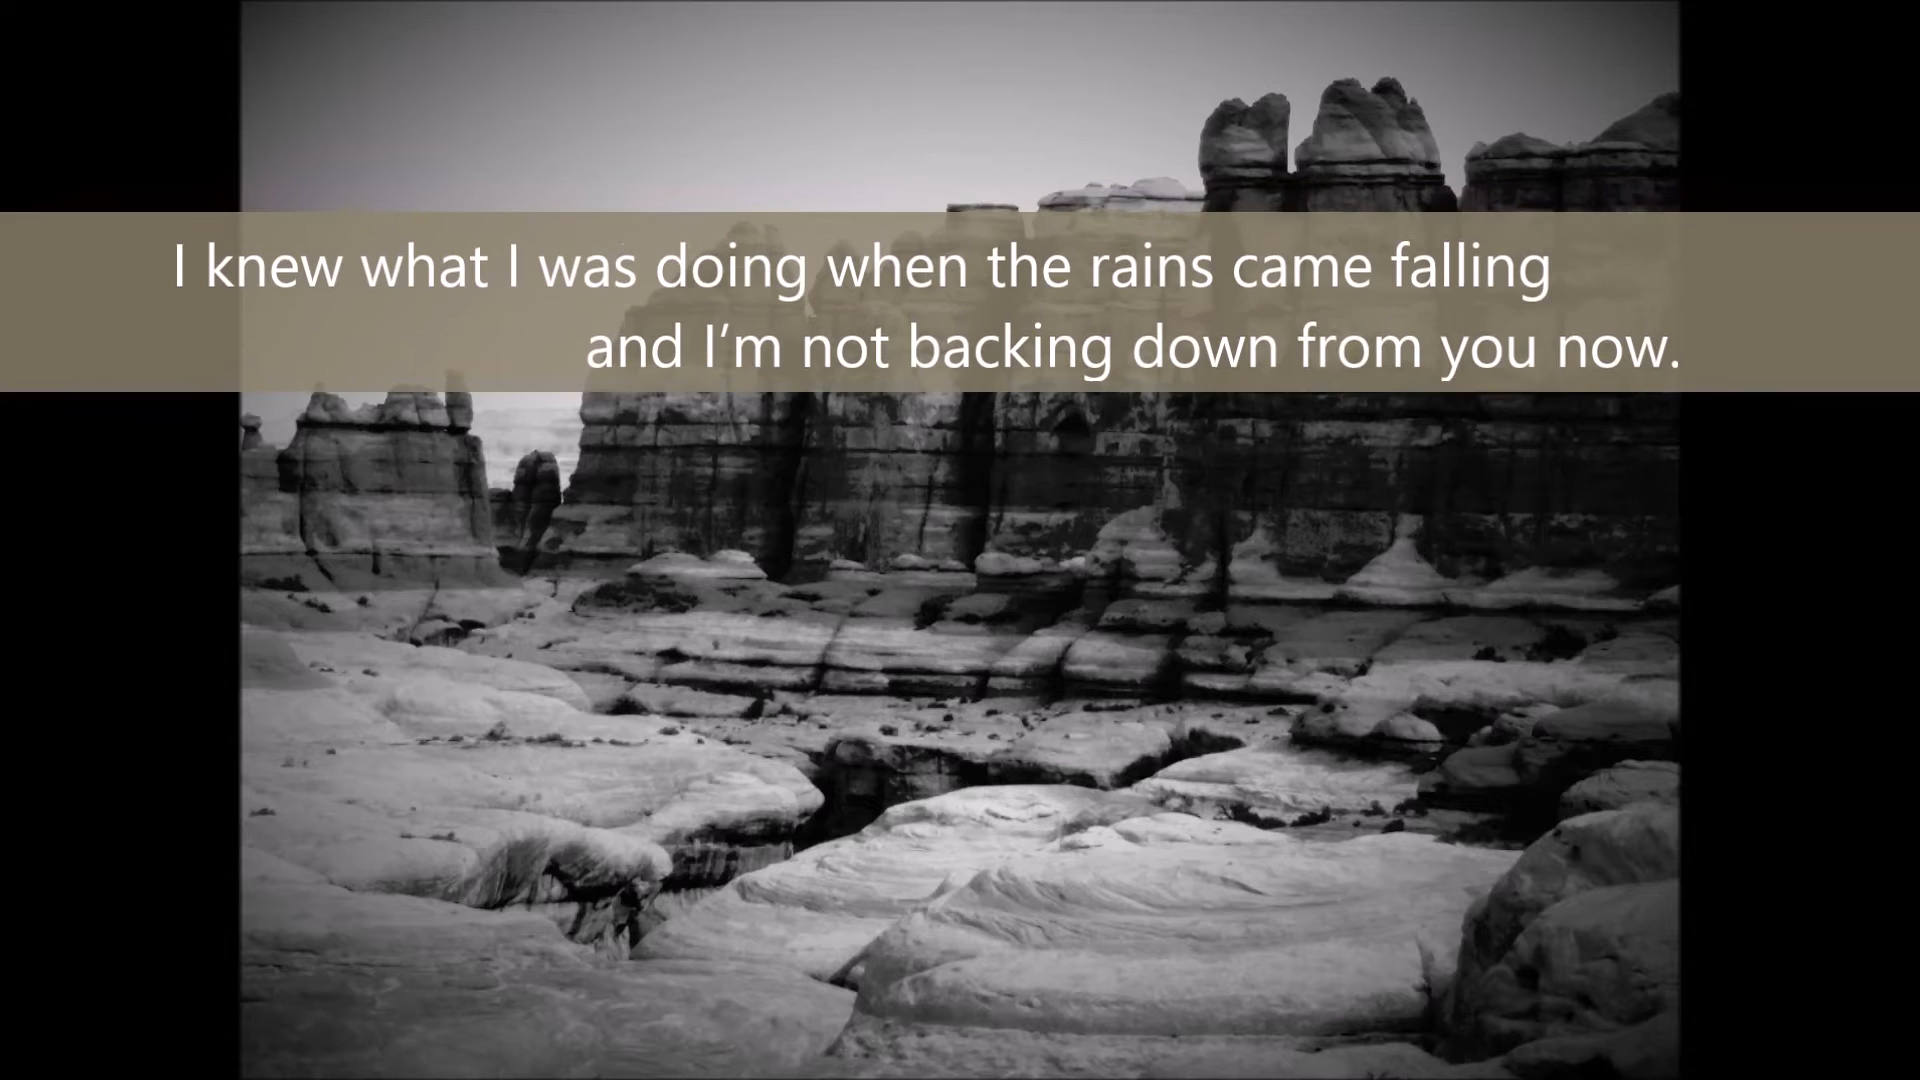 I knew what I was doing when the rains came falling
and I’m not backing down from you now.